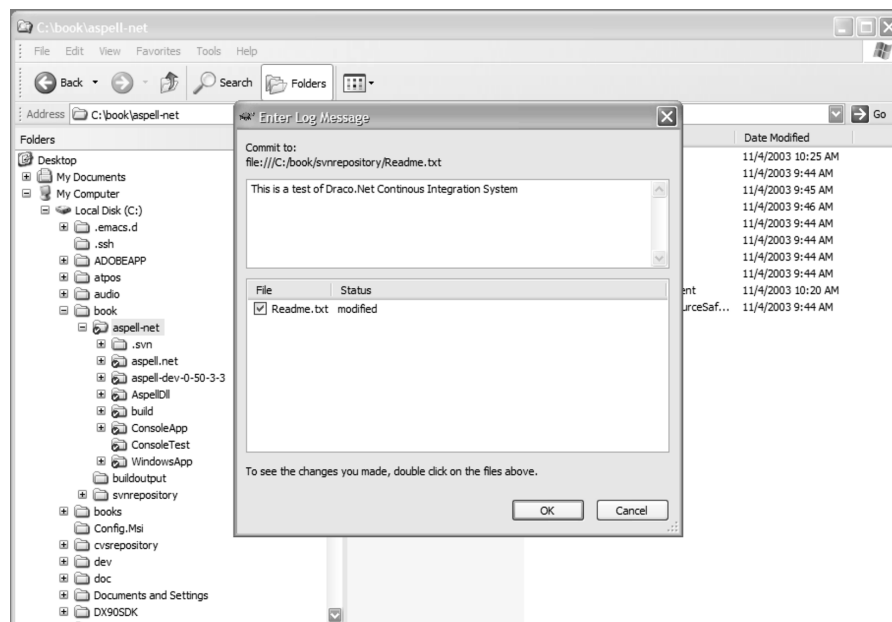 C:\book\aspell-net
File Edit View Favorites Tools Help
Back Search Folders
Address C:\book\aspell-net Go
Folders
Desktop
My Documents
My Computer
Local Disk (C:)
.emacs.d
.ssh
ADOBEAPP
atpos
audio
book
aspell-net
.svn
aspell.net
aspell-dev-0-50-3-3
AspellDll
build
ConsoleApp
ConsoleTest
WindowsApp
buildoutput
svnrepository
books
Config.Msi
cvsrepository
dev
doc
Documents and Settings
DX90SDK
Enter Log Message
Commit to:
file:///C:/book/svnrepository/Readme.txt
This is a test of Draco.Net Continous Integration System
File Status
Readme.txt modified
To see the changes you made, double click on the files above.
OK Cancel
Date Modified
11/4/2003 10:25 AM
11/4/2003 9:44 AM
11/4/2003 9:45 AM
11/4/2003 9:46 AM
11/4/2003 9:44 AM
11/4/2003 9:44 AM
11/4/2003 9:44 AM
11/4/2003 9:44 AM
ent 11/4/2003 10:20 AM
urceSaf... 11/4/2003 9:44 AM